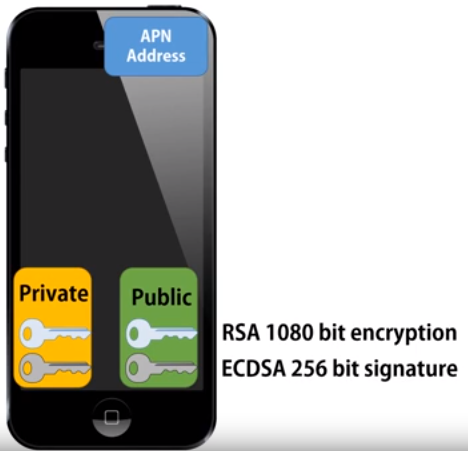 APN
Address
Private
Public
RSA 1080 bit encryption
ECDSA 256 bit signature